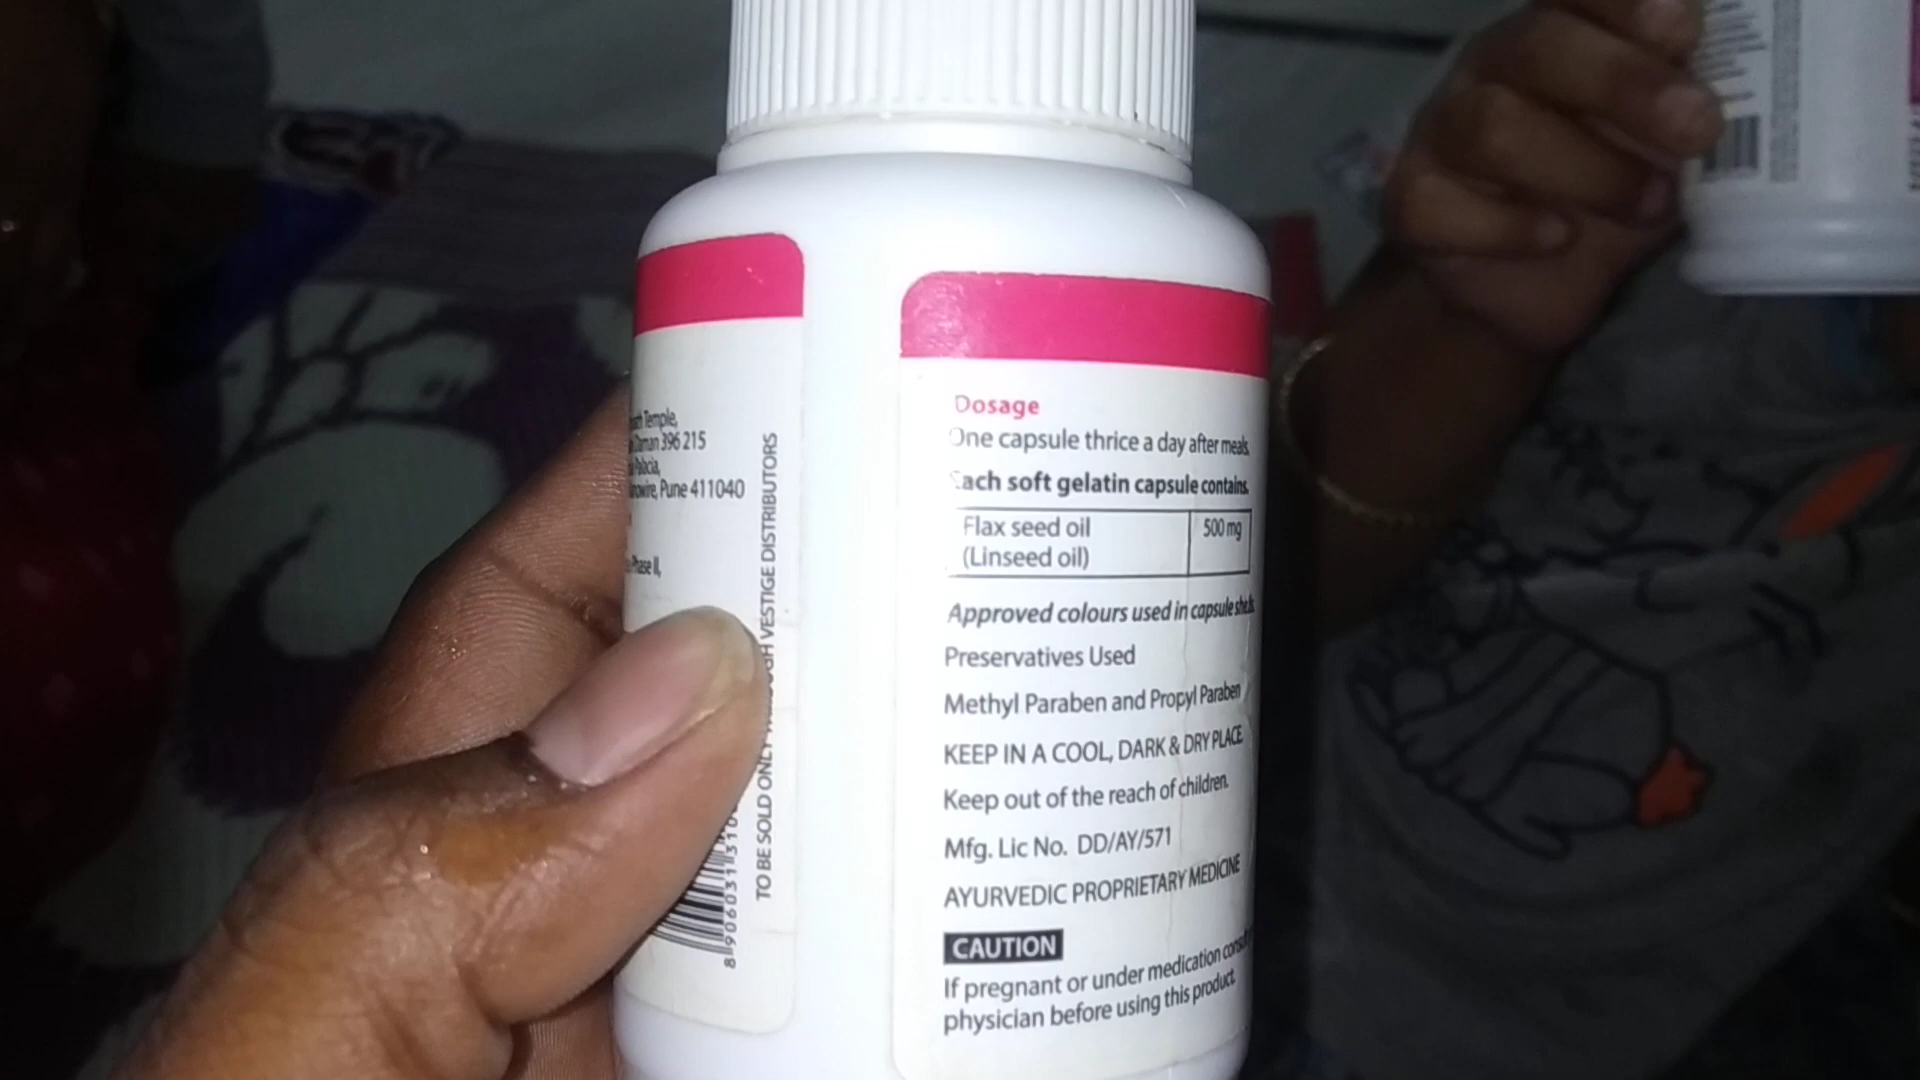 Temple,
Daman 396 215
Pune 411040
Phase II,
TO BE SOLD ONLY THROUGH VESTIGE DISTRIBUTORS
Dosage
One capsule thrice a day after meals.
Each soft gelatin capsule contains.
Flax seed oil 500 mg
(Linseed oil)
Approved colours used in capsule shells
Preservatives Used
Methyl Paraben and Propyl Paraben
KEEP IN A COOL, DARK & DRY PLACE
Keep out of the reach of children.
Mfg. Lic No. DD/AY/571
AYURVEDIC PROPRIETARY MEDICINE
CAUTION
If pregnant or under medication consult
physician before using this product.